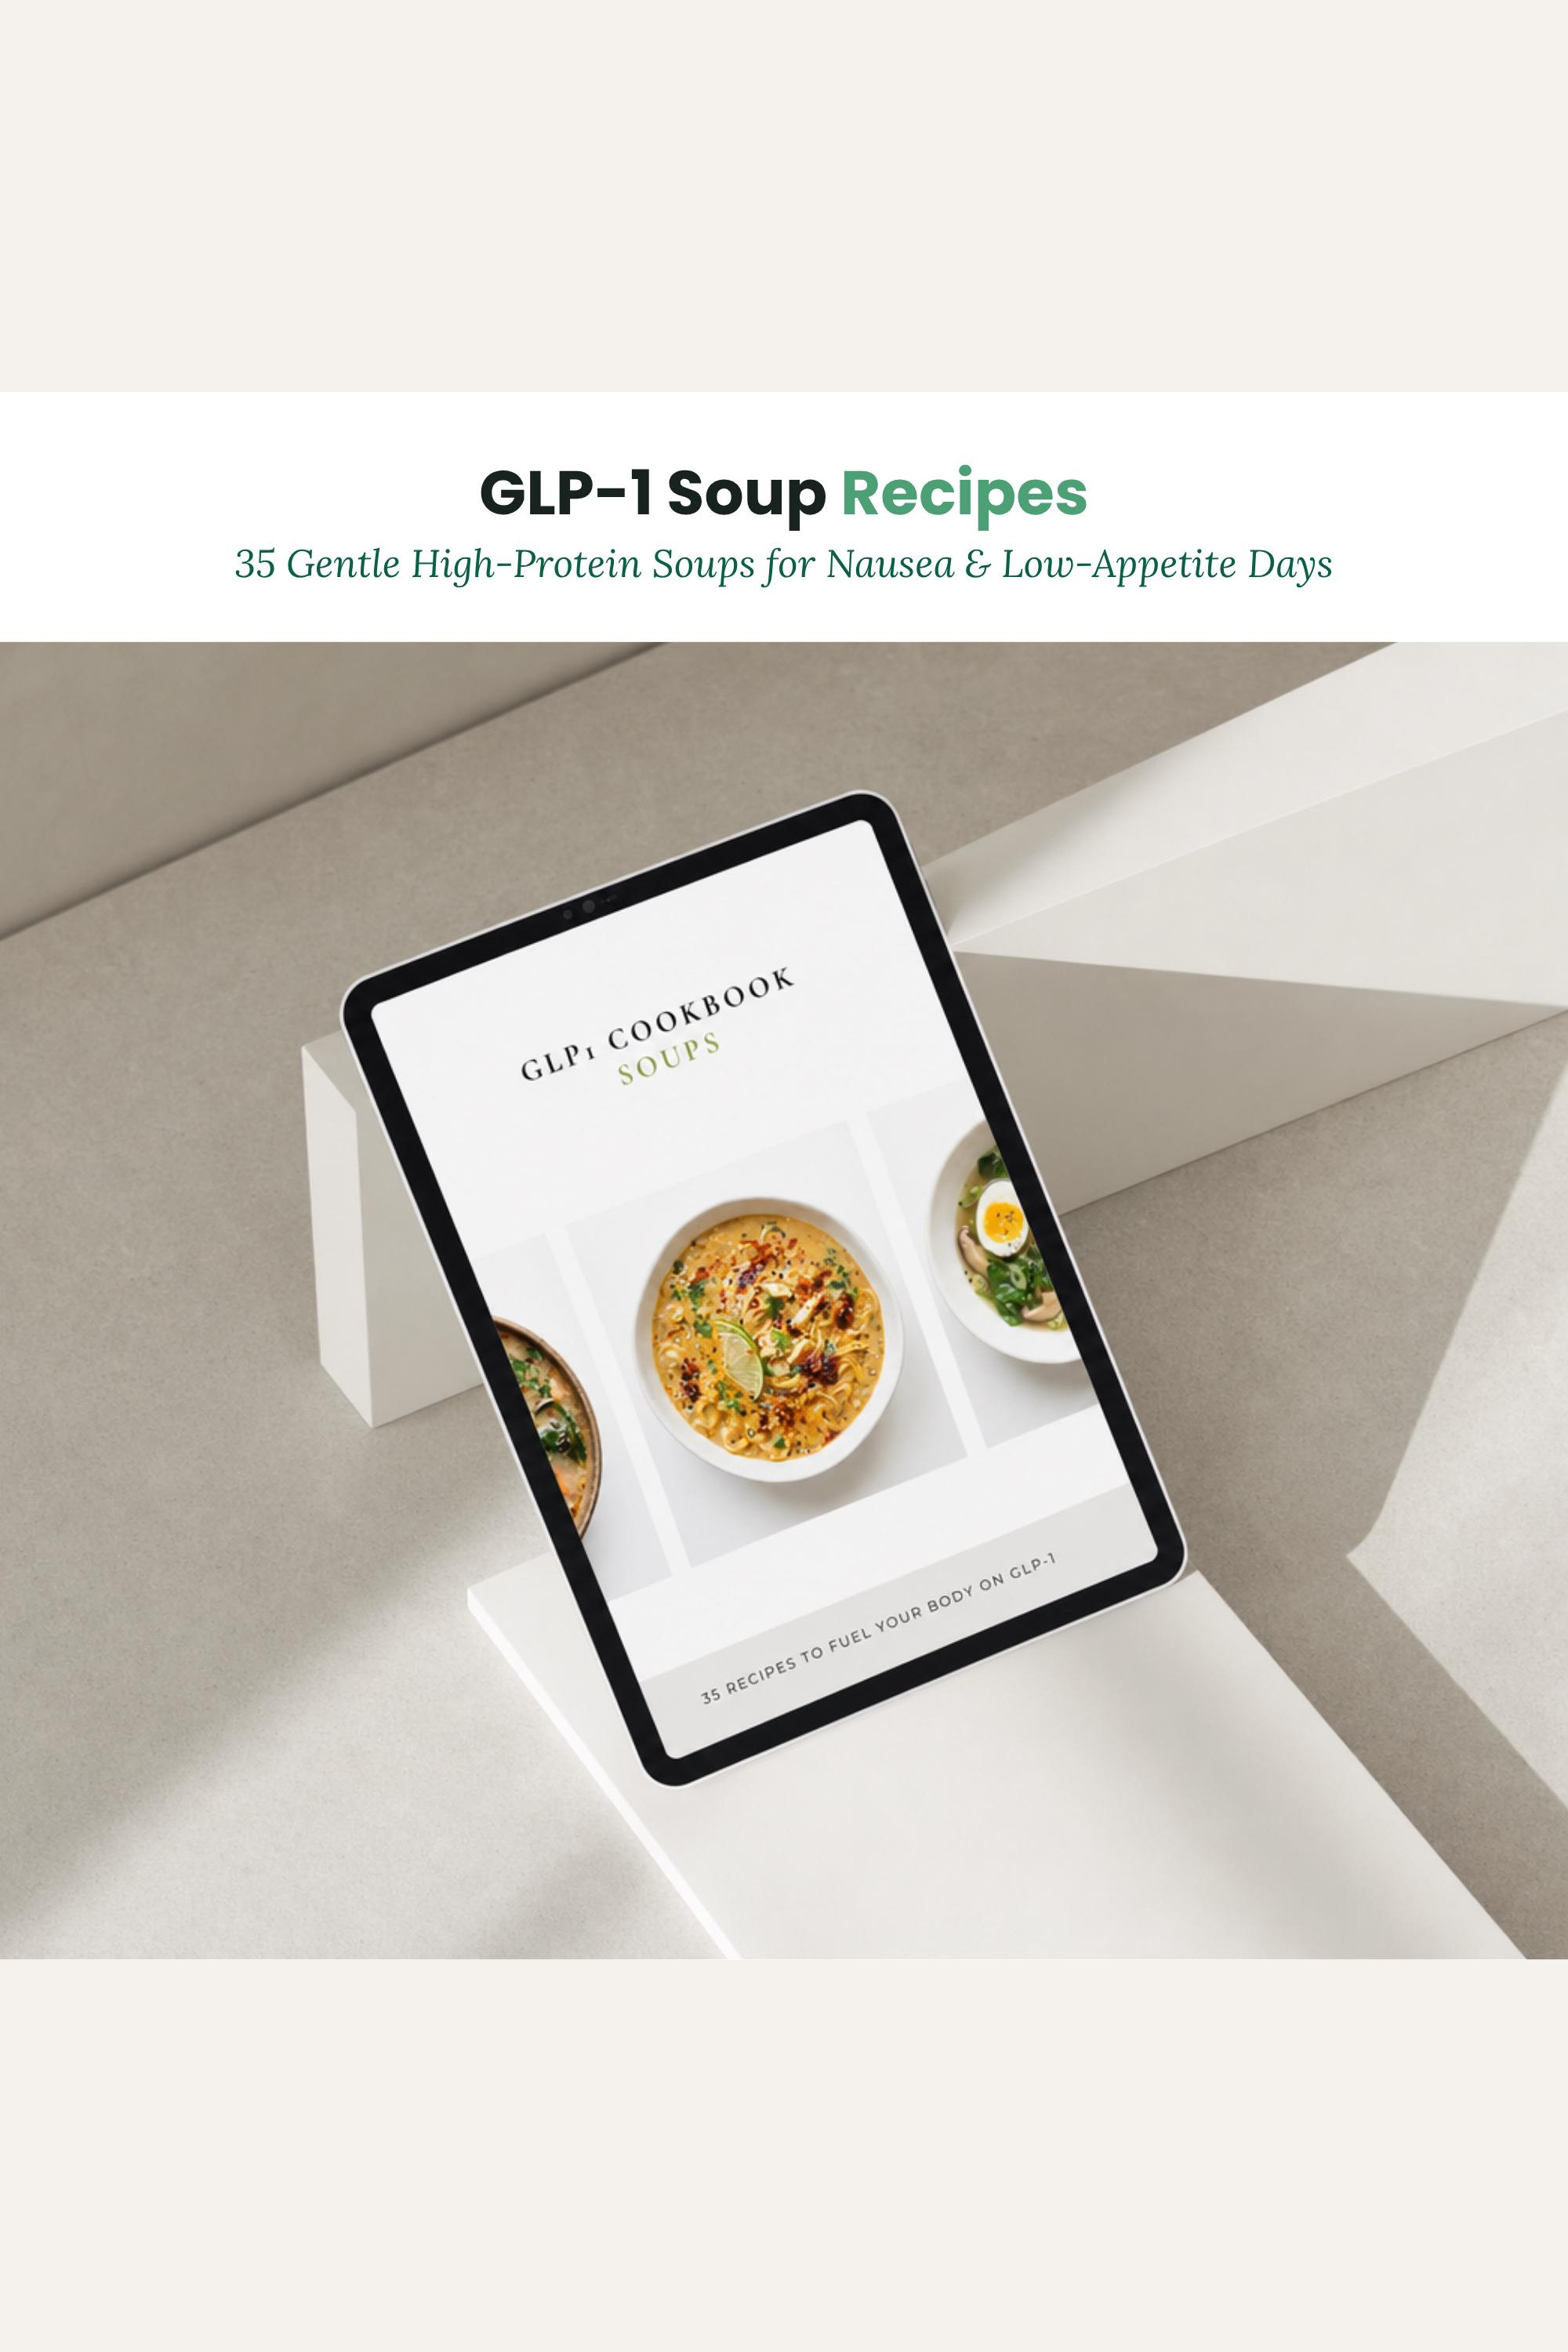 GLP-1 Soup Recipes
35 Gentle High-Protein Soups for Nausea & Low-Appetite Days
GLP1 COOKBOOK
SOUPS
35 RECIPES TO FUEL YOUR BODY ON GLP-1